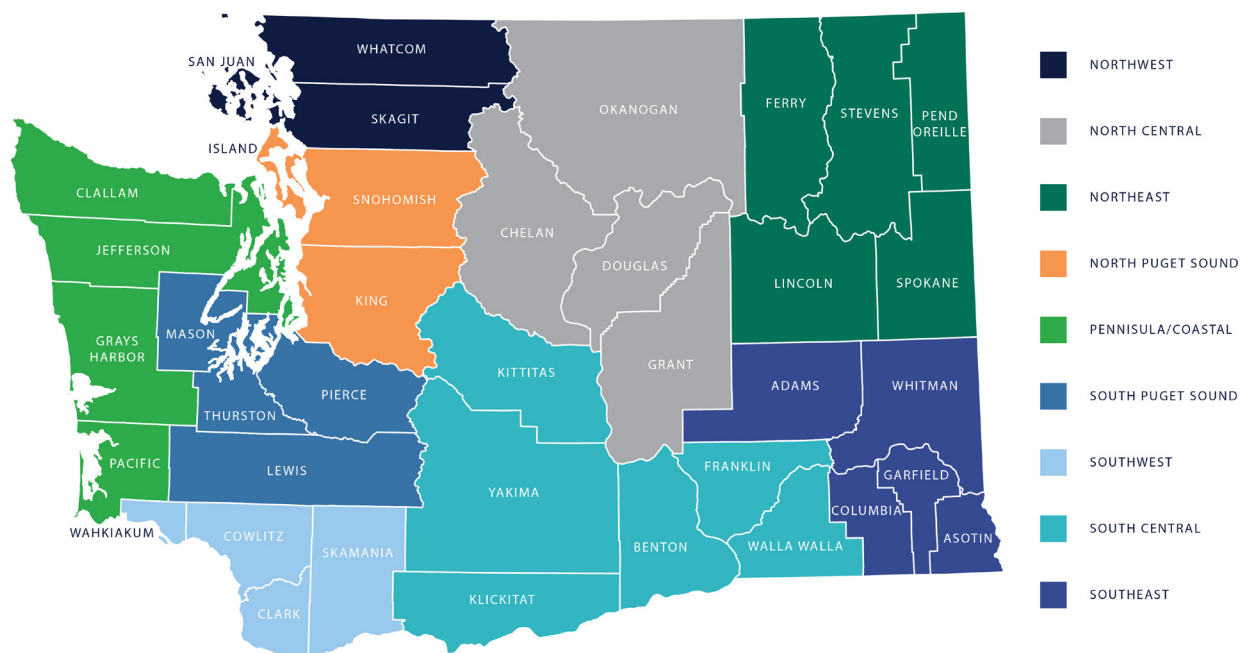 WHATCOM
SAN JUAN
SKAGIT
ISLAND
CLALLAM
SNOHOMISH
JEFFERSON
KING
MASON
GRAYS
HARBOR
THURSTON
PIERCE
PACIFIC
LEWIS
WAHKIAKUM
COWLITZ
SKAMANIA
CLARK
OKANOGAN
CHELAN
DOUGLAS
GRANT
KITTITAS
YAKIMA
KLICKITAT
BENTON
FRANKLIN
WALLA WALLA
FERRY
STEVENS
PEND
OREILLE
LINCOLN
SPOKANE
ADAMS
WHITMAN
GARFIELD
COLUMBIA
ASOTIN
NORTHWEST
NORTH CENTRAL
NORTHEAST
NORTH PUGET SOUND
PENNISULA/COASTAL
SOUTH PUGET SOUND
SOUTHWEST
SOUTH CENTRAL
SOUTHEAST